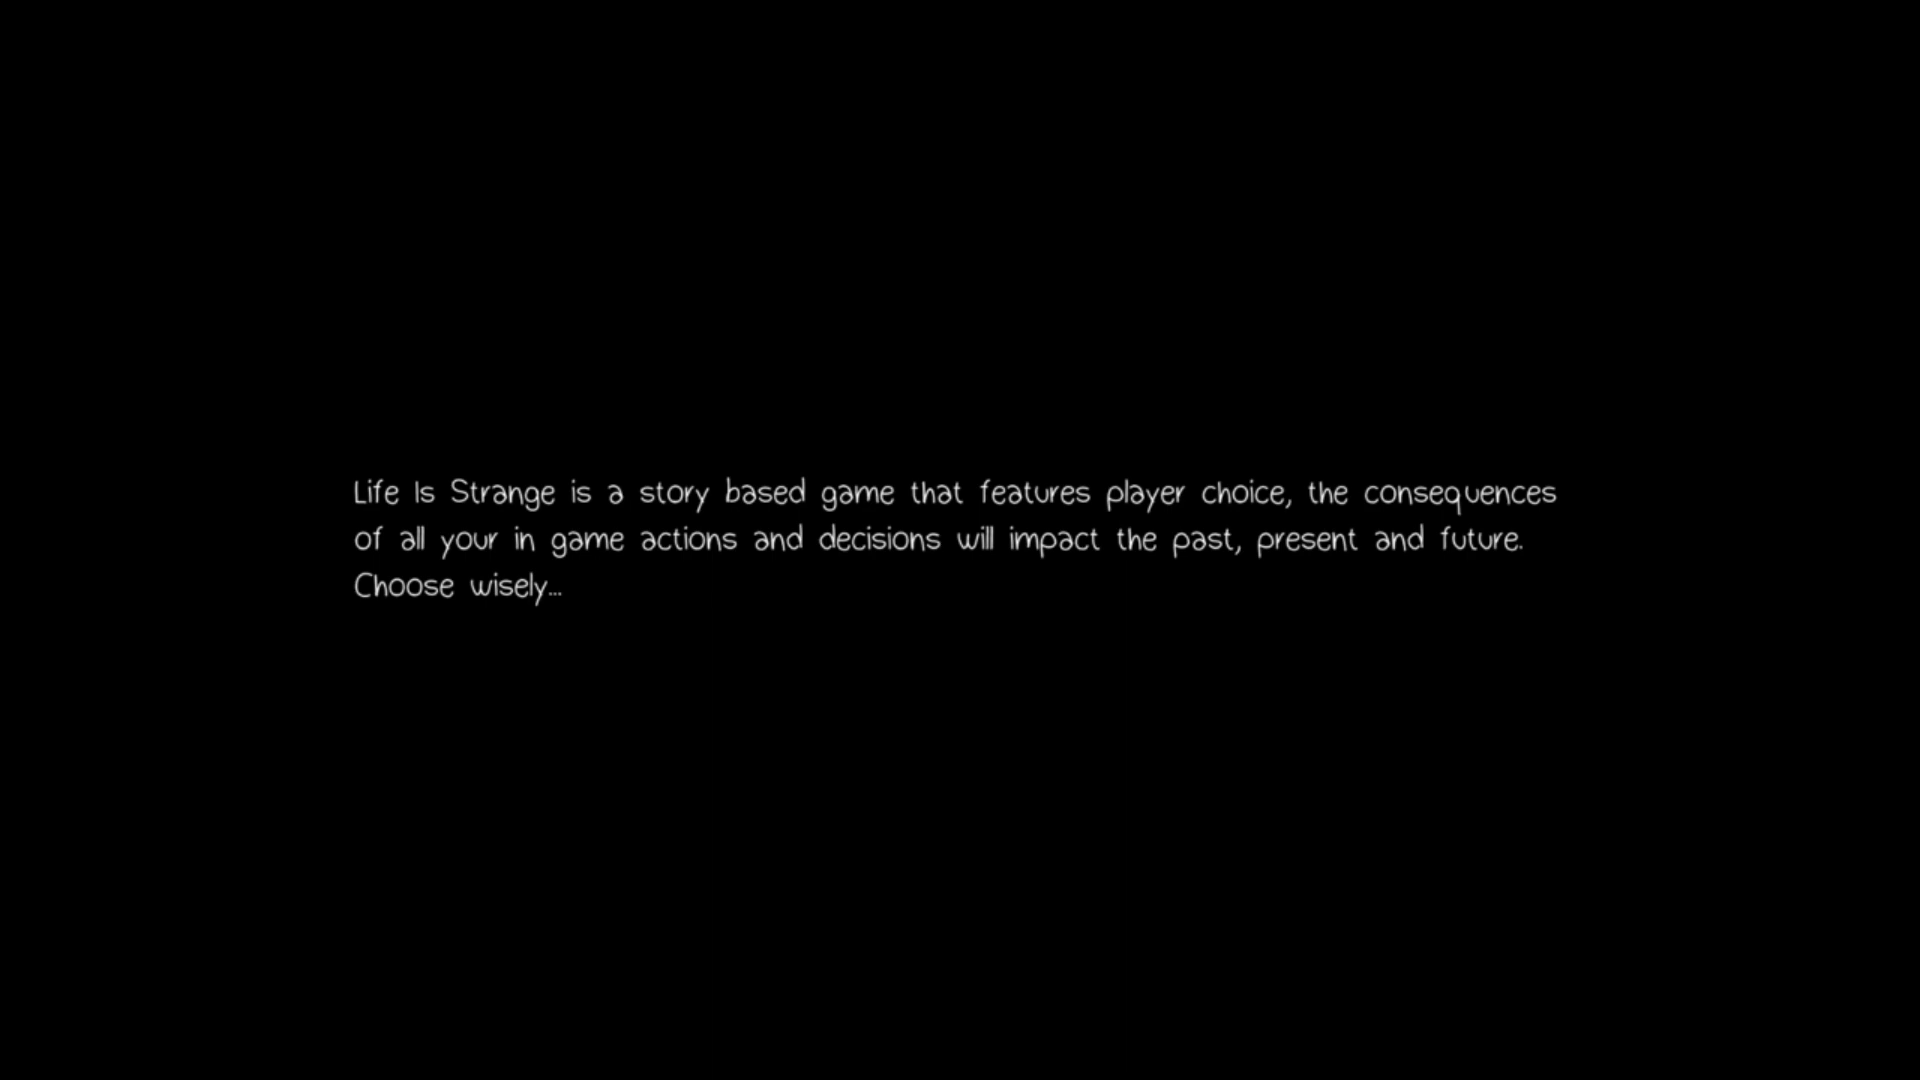 Life Is Strange is a story based game that features player choice, the consequences
of all your in game actions and decisions will impact the past, present and future.
Choose wisely...